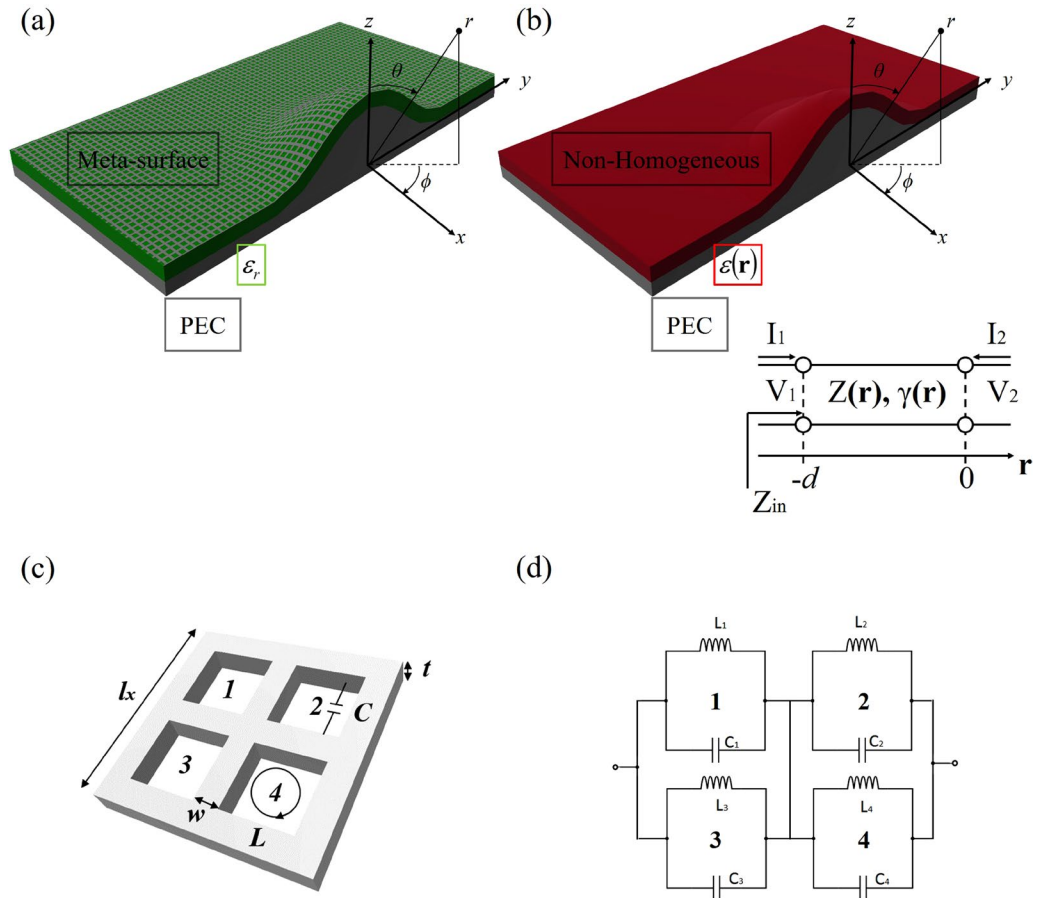 (a)
z
r
θ
y
Meta-surface
ϕ
x
εᵣ
PEC
(b)
z
r
θ
y
Non-Homogeneous
ϕ
x
ε(r)
PEC
I₁ I₂
V₁ Z(r), γ(r) V₂
-d 0 r
Zin
(c)
lx
t
1
2 C
3
4
w
L
(d)
L₁ L₂
1 2
C₁ C₂
L₃ L₄
3 4
C₃ C₄